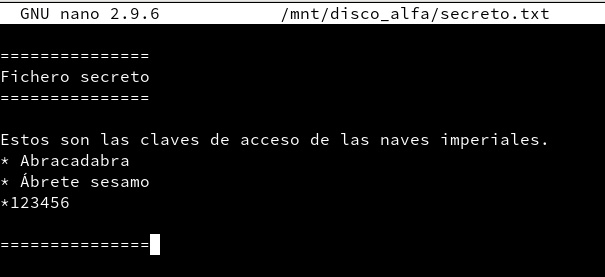 GNU nano 2.9.6 /mnt/disco_alfa/secreto.txt
===============
Fichero secreto
===============
Estos son las claves de acceso de las naves imperiales.
* Abracadabra
* Ábrete sesamo
*123456
===============